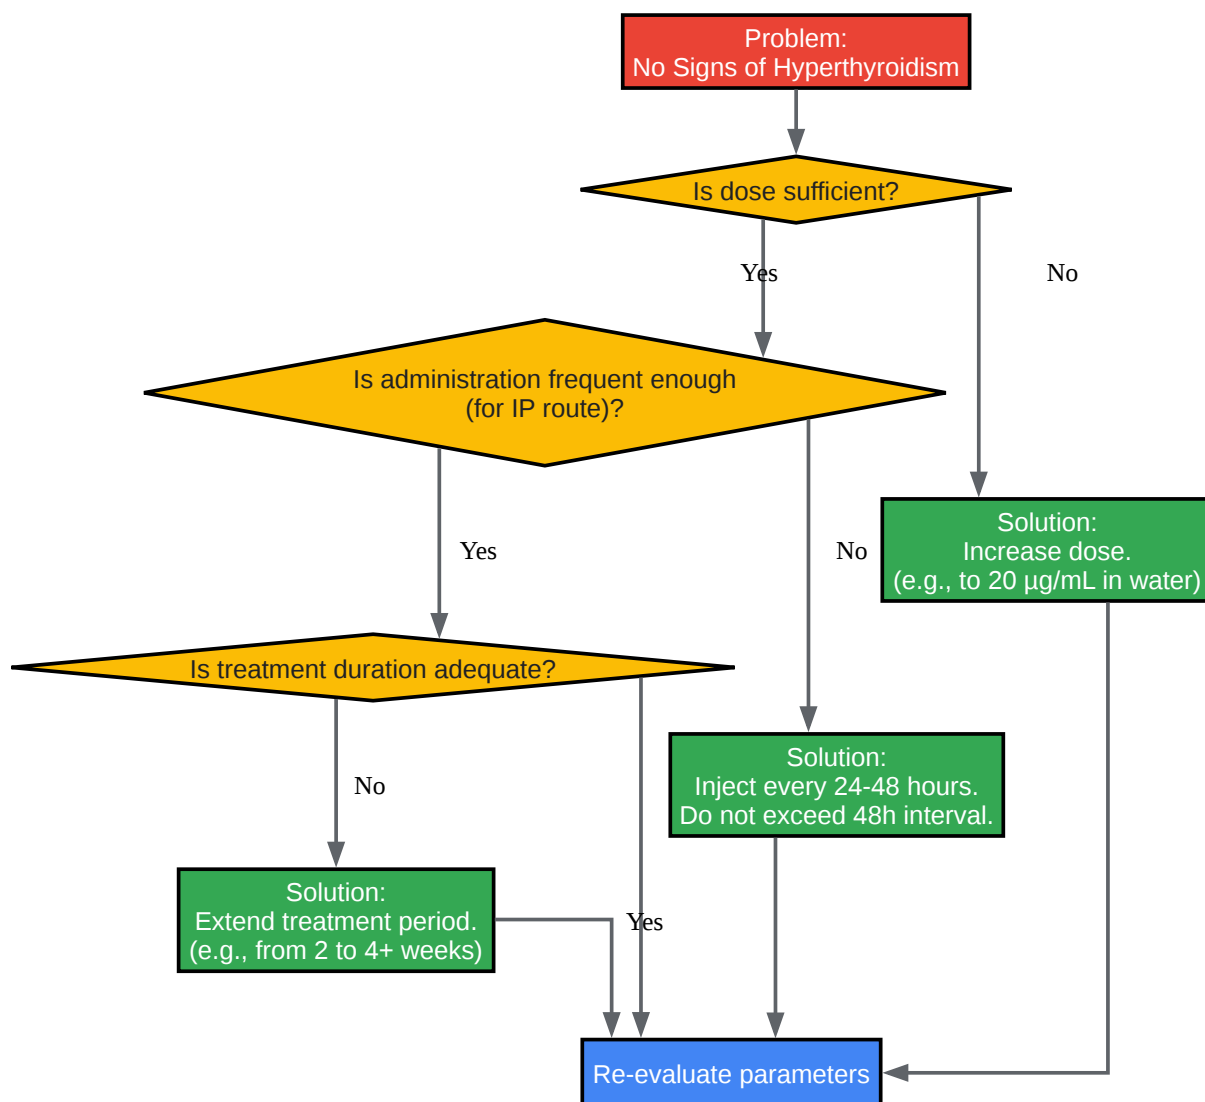 Problem:
No Signs of Hyperthyroidism
Is dose sufficient?
Yes
No
Is administration frequent enough
(for IP route)?
Yes
No
Solution:
Increase dose.
(e.g., to 20 µg/mL in water)
Is treatment duration adequate?
No
Yes
Solution:
Inject every 24-48 hours.
Do not exceed 48h interval.
Solution:
Extend treatment period.
(e.g., from 2 to 4+ weeks)
Re-evaluate parameters